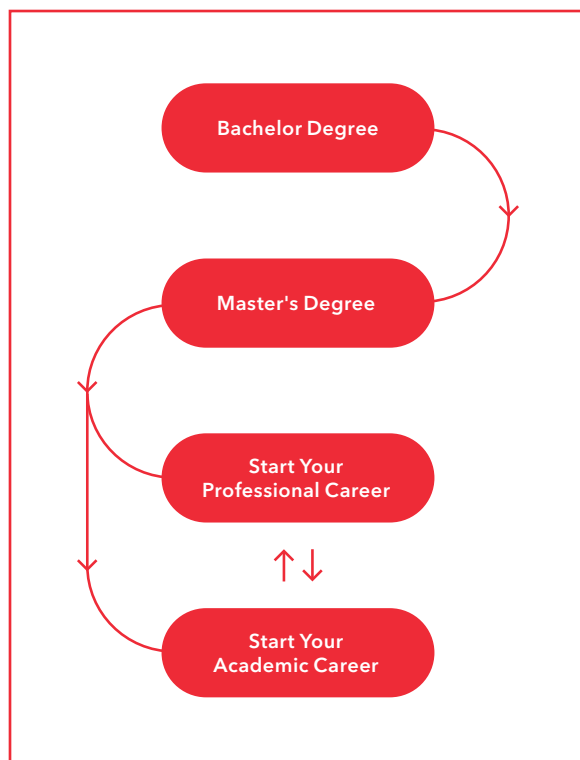 Bachelor Degree
Master's Degree
Start Your
Professional Career
Start Your
Academic Career